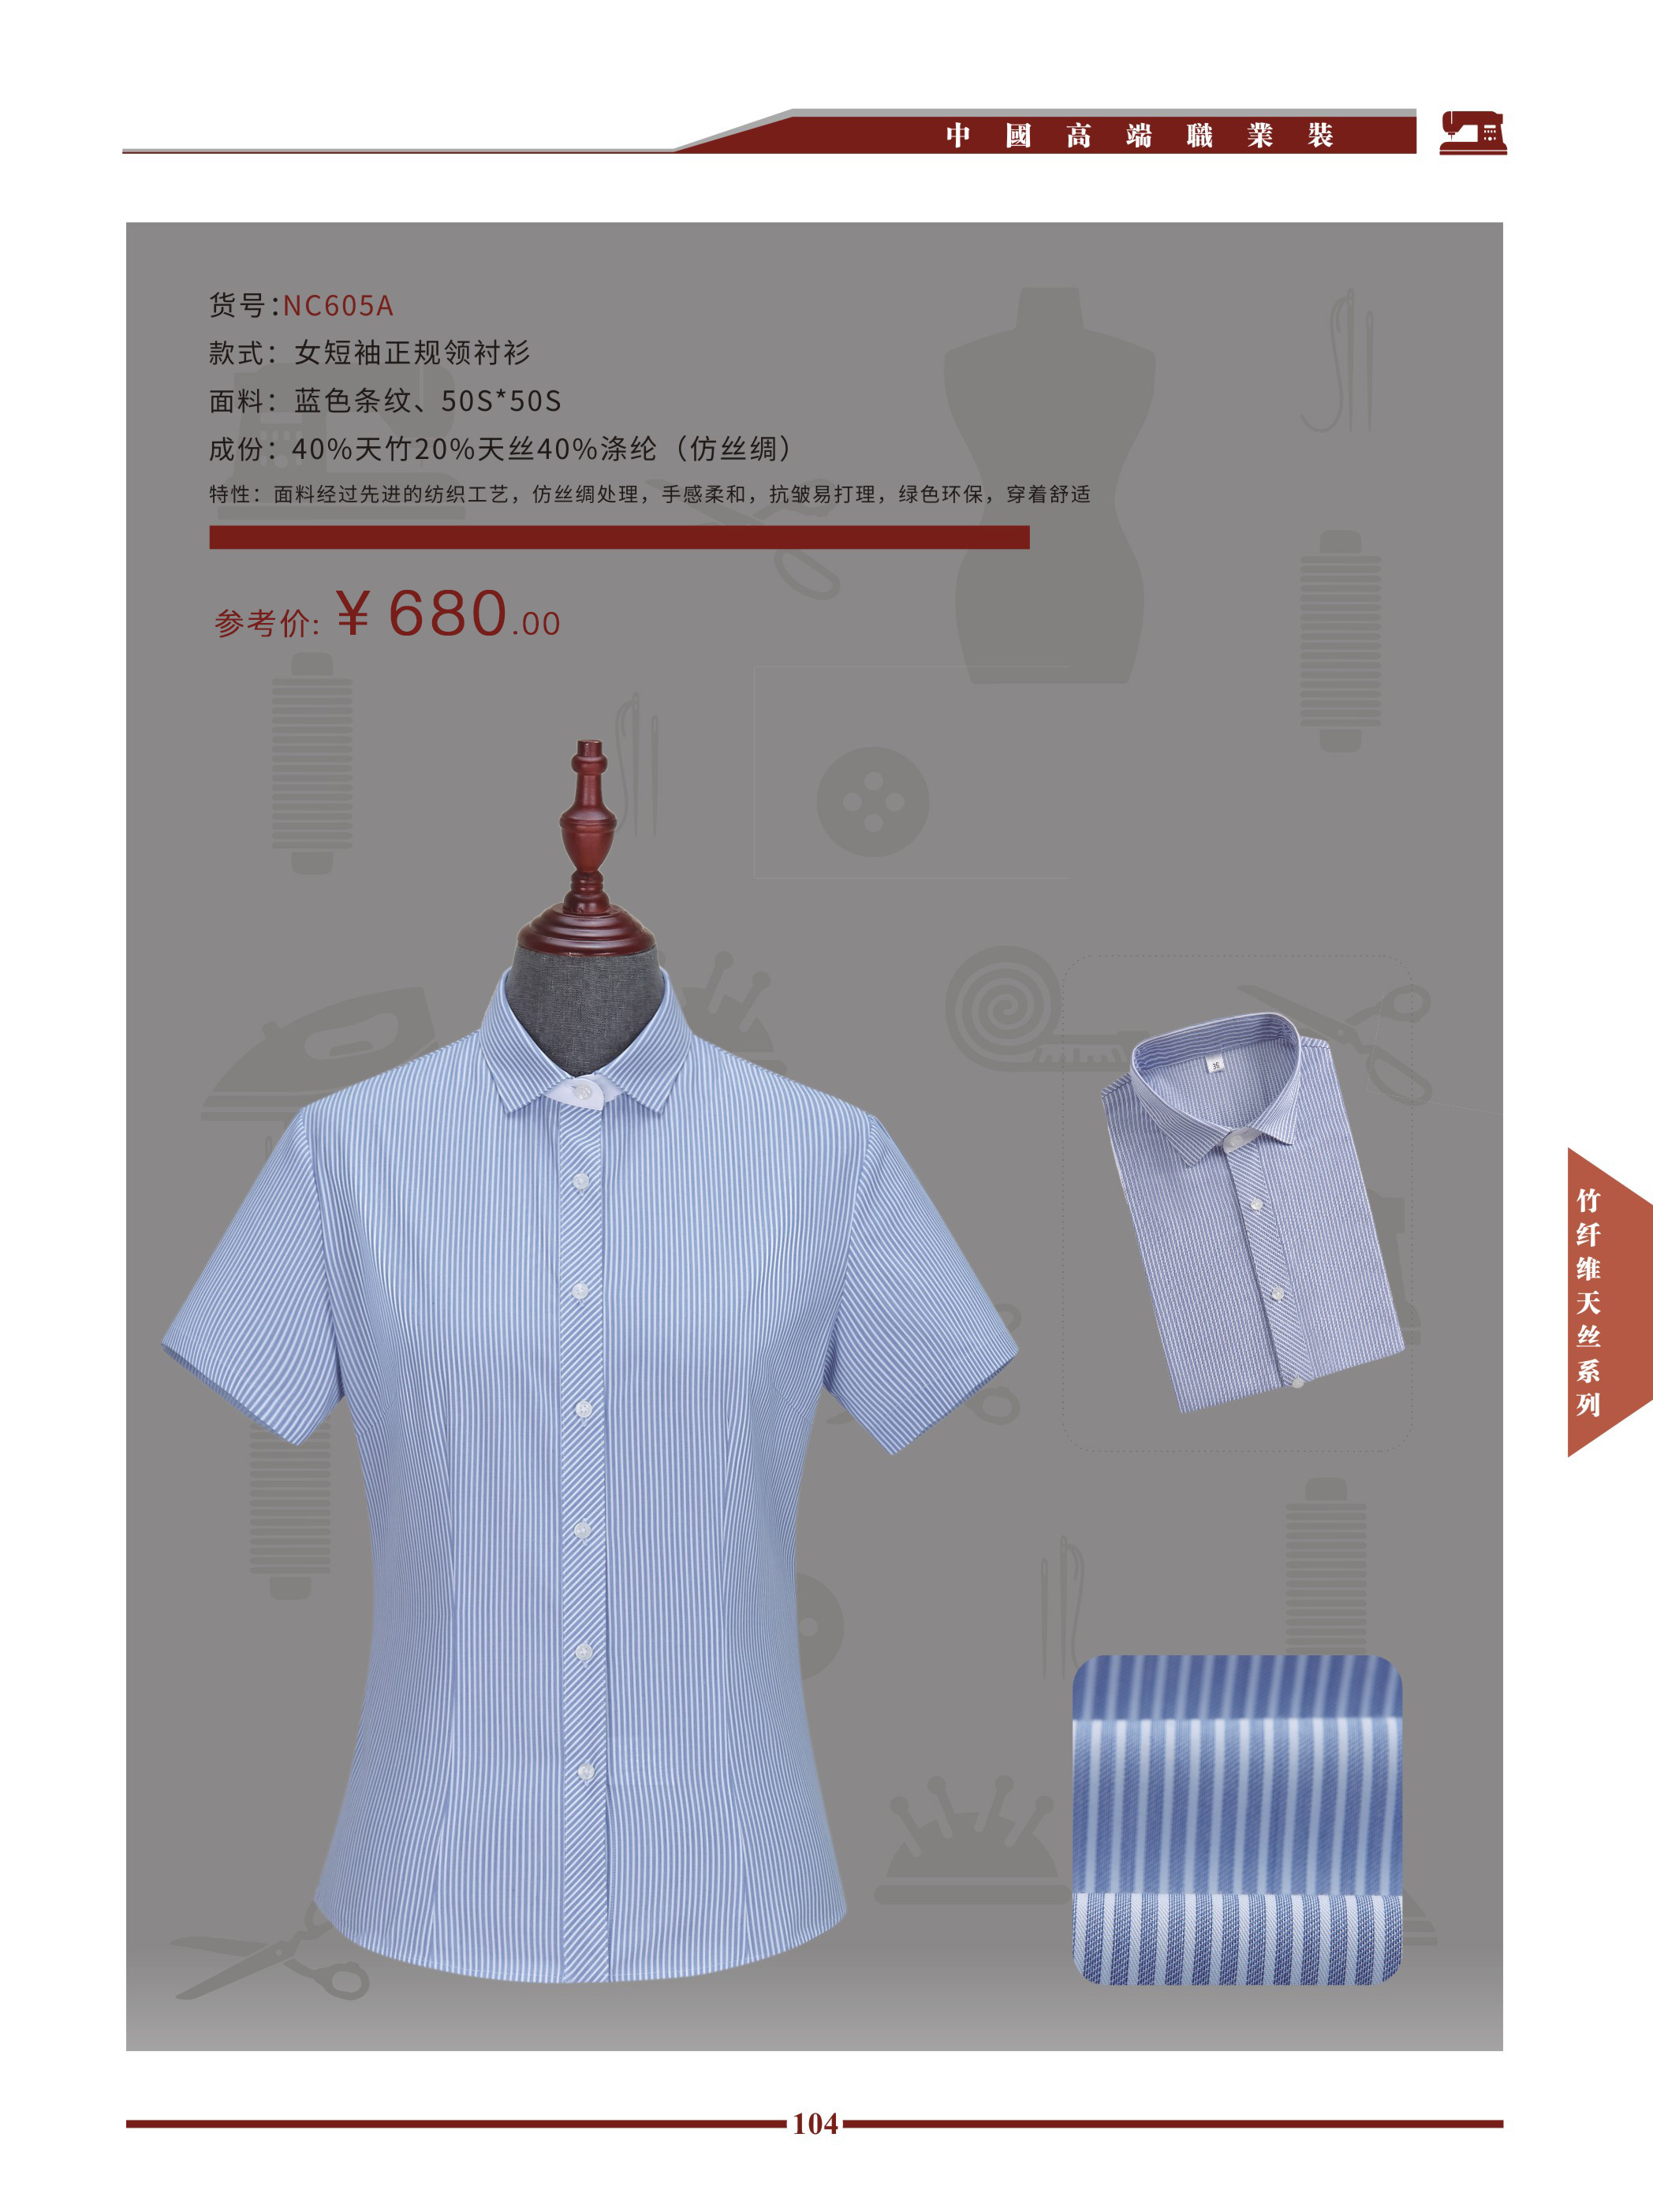 中國高端職業裝
货号:NC605A
款式：女短袖正规领衬衫
面料：蓝色条纹、50S*50S
成份：40%天竹20%天丝40%涤纶（仿丝绸）
特性：面料经过先进的纺织工艺，仿丝绸处理，手感柔和，抗皱易打理，绿色环保，穿着舒适
参考价: ¥680.00
竹纤维天丝系列
104